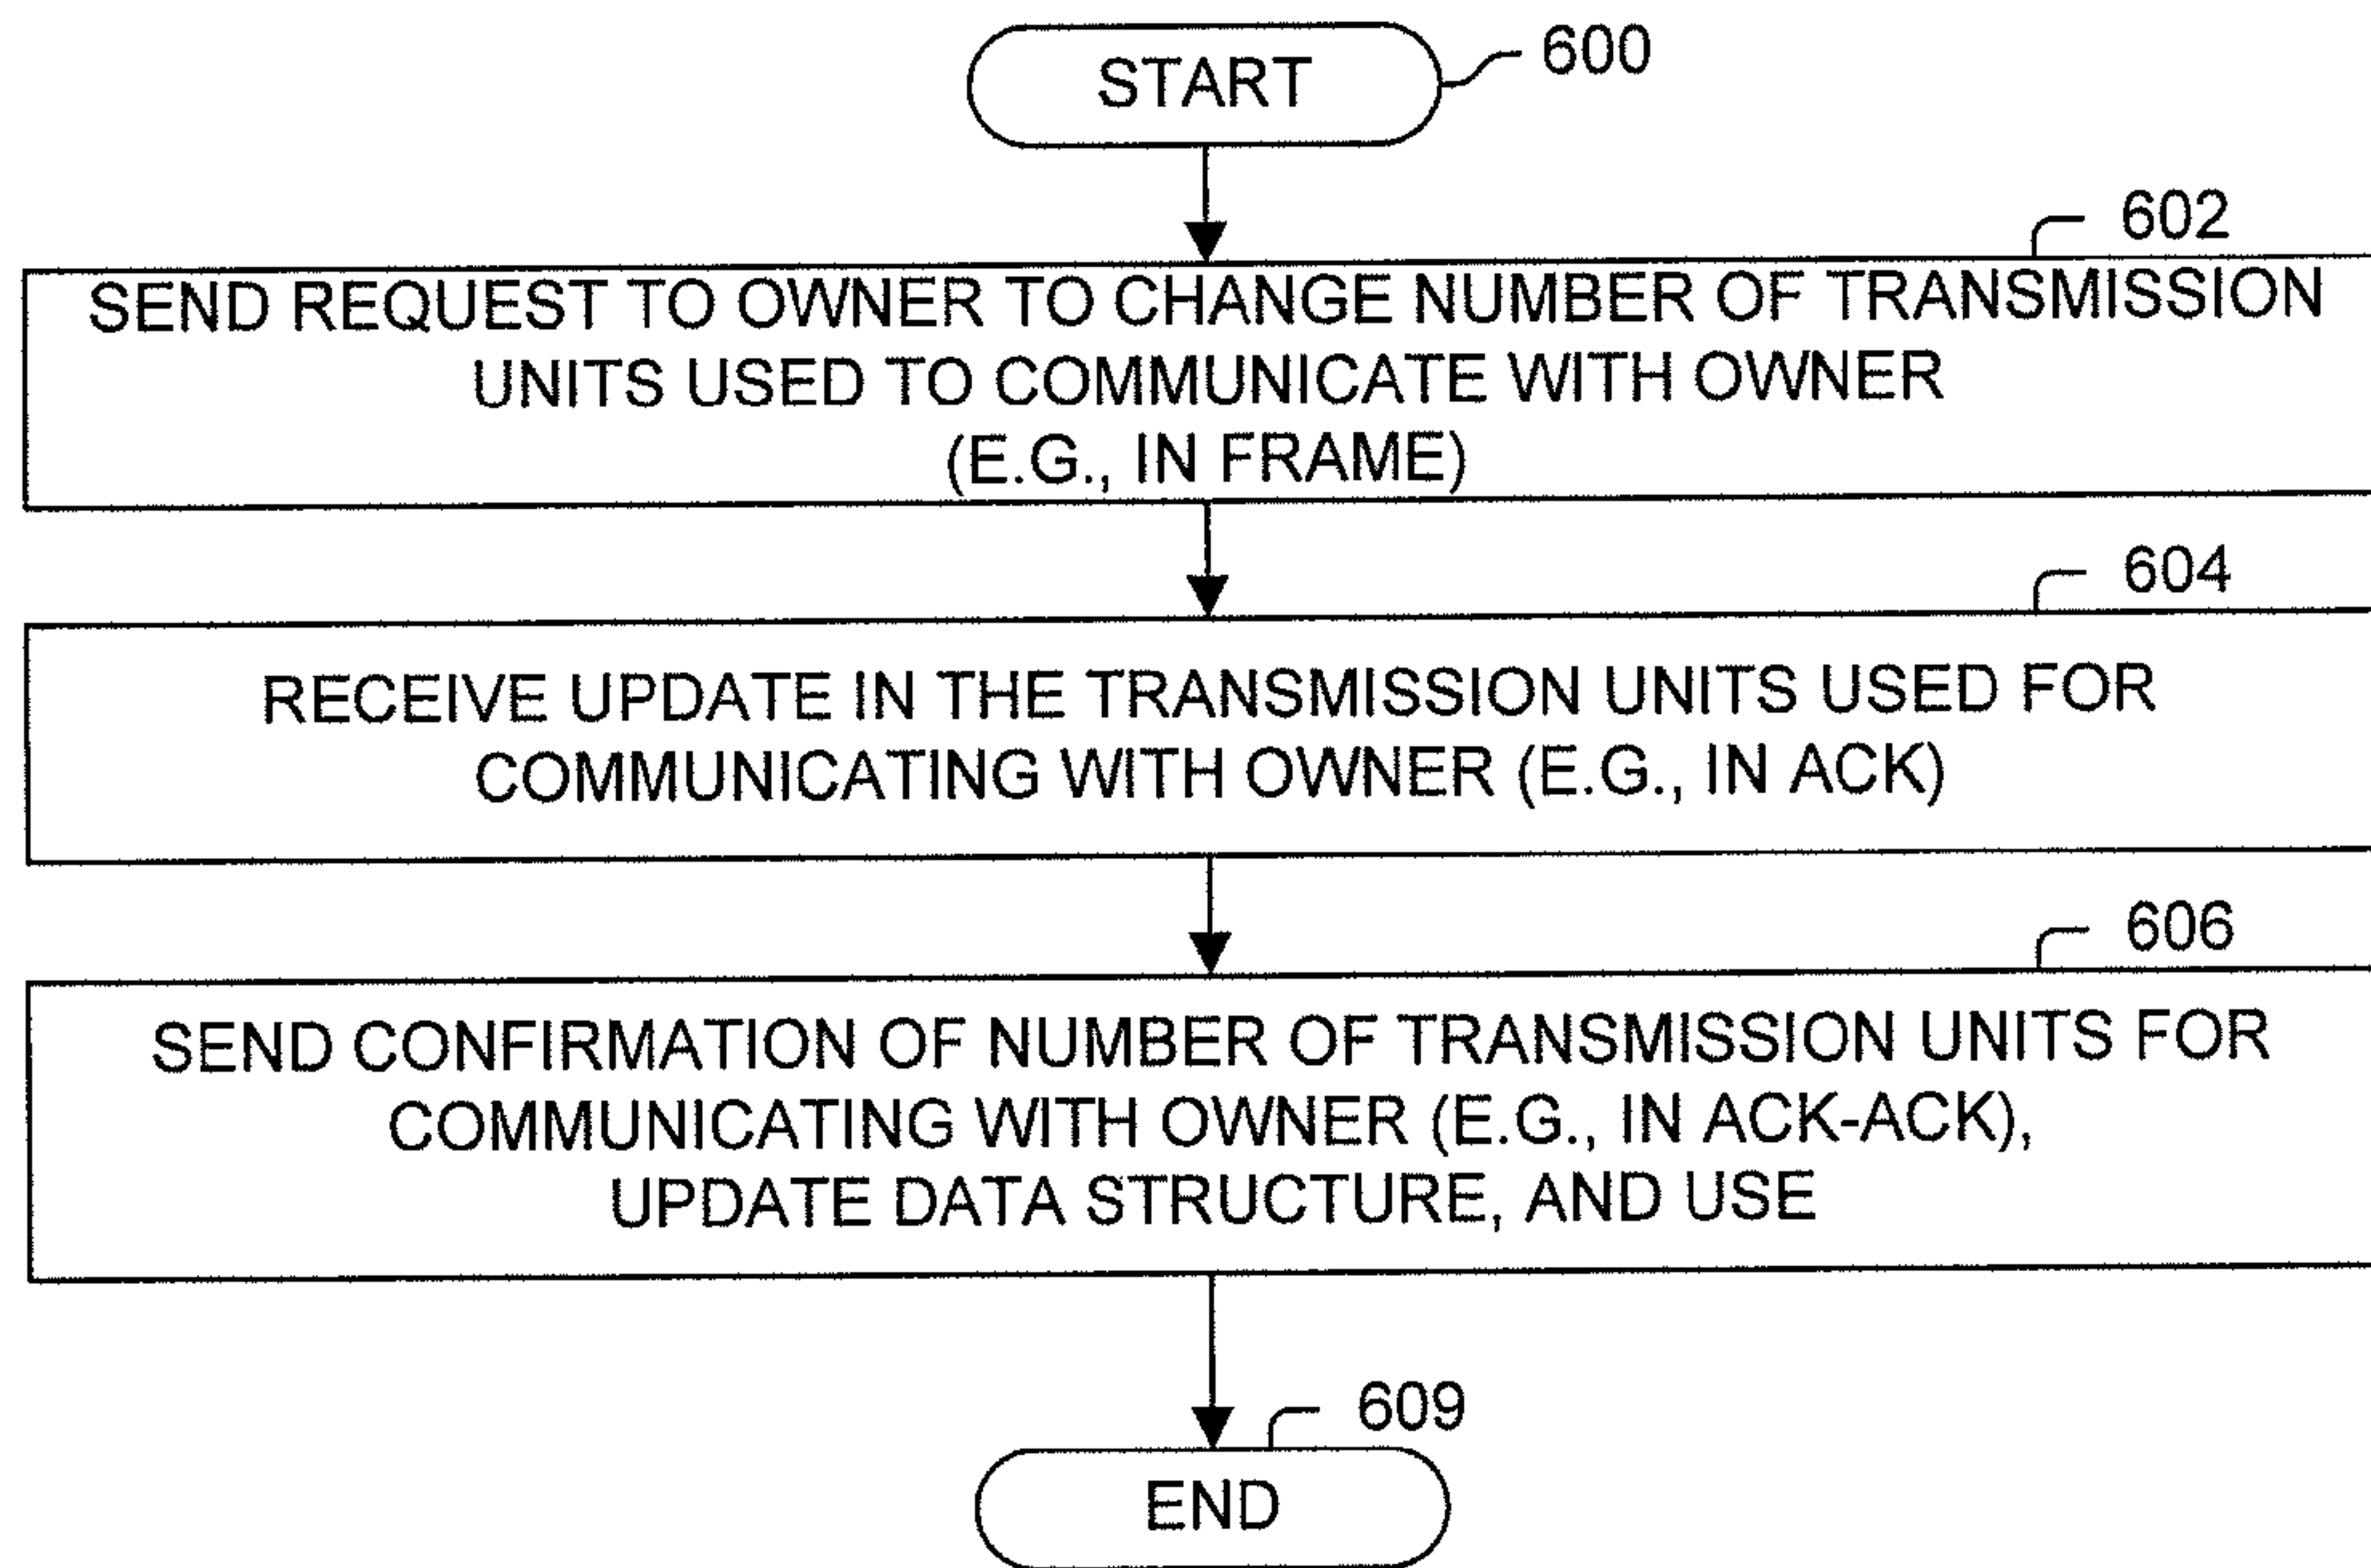 START
600
602
SEND REQUEST TO OWNER TO CHANGE NUMBER OF TRANSMISSION
UNITS USED TO COMMUNICATE WITH OWNER
(E.G., IN FRAME)
604
RECEIVE UPDATE IN THE TRANSMISSION UNITS USED FOR
COMMUNICATING WITH OWNER (E.G., IN ACK)
606
SEND CONFIRMATION OF NUMBER OF TRANSMISSION UNITS FOR
COMMUNICATING WITH OWNER (E.G., IN ACK-ACK),
UPDATE DATA STRUCTURE, AND USE
609
END